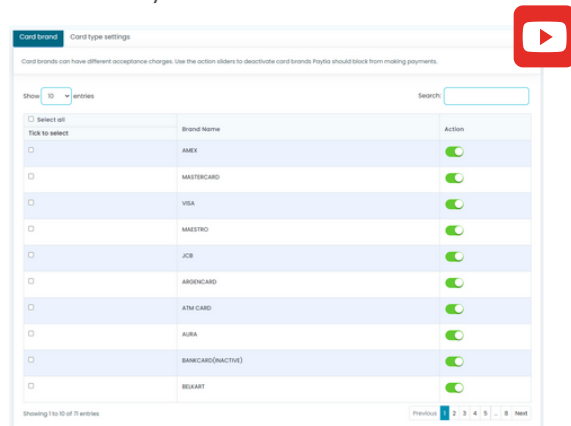 Card brand Card type settings
Card brands can have different acceptance charges. Use the action sliders to deactivate card brands Paytia should block from making payments.
Show 10 entries Search:
Select all
Tick to select Brand Name Action
AMEX
MASTERCARD
VISA
MAESTRO
JCB
ARGENCARD
ATM CARD
AURA
BANKCARD(INACTIVE)
BELKART
Showing 1 to 10 of 71 entries Previous 1 2 3 4 5 ... 8 Next